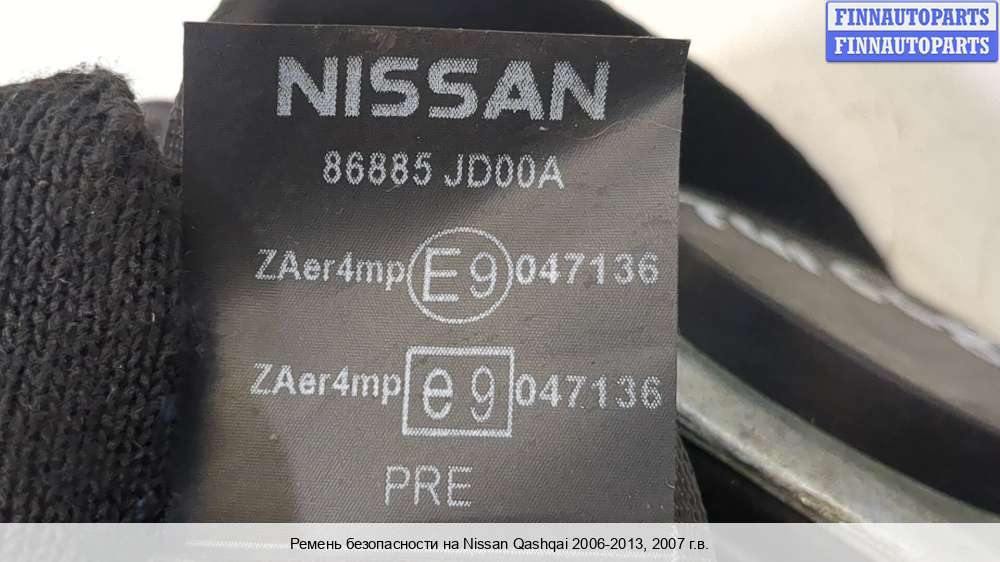 FINNAUTOPARTS
FINNAUTOPARTS
NISSAN
86885 JD00A
ZAer4mp E9 047136
ZAer4mp e9 047136
PRE
Ремень безопасности на Nissan Qashqai 2006-2013, 2007 г.в.